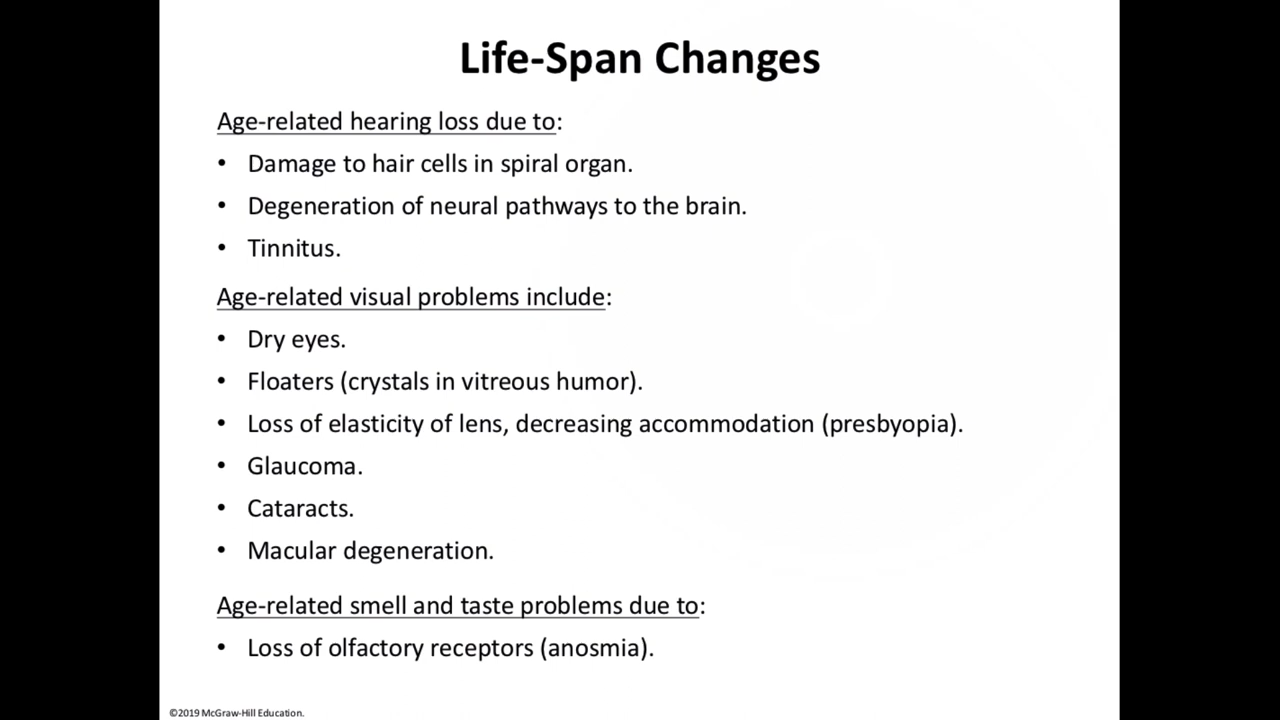 Life-Span Changes
Age-related hearing loss due to:
• Damage to hair cells in spiral organ.
• Degeneration of neural pathways to the brain.
• Tinnitus.
Age-related visual problems include:
• Dry eyes.
• Floaters (crystals in vitreous humor).
• Loss of elasticity of lens, decreasing accommodation (presbyopia).
• Glaucoma.
• Cataracts.
• Macular degeneration.
Age-related smell and taste problems due to:
• Loss of olfactory receptors (anosmia).
©2019 McGraw-Hill Education.